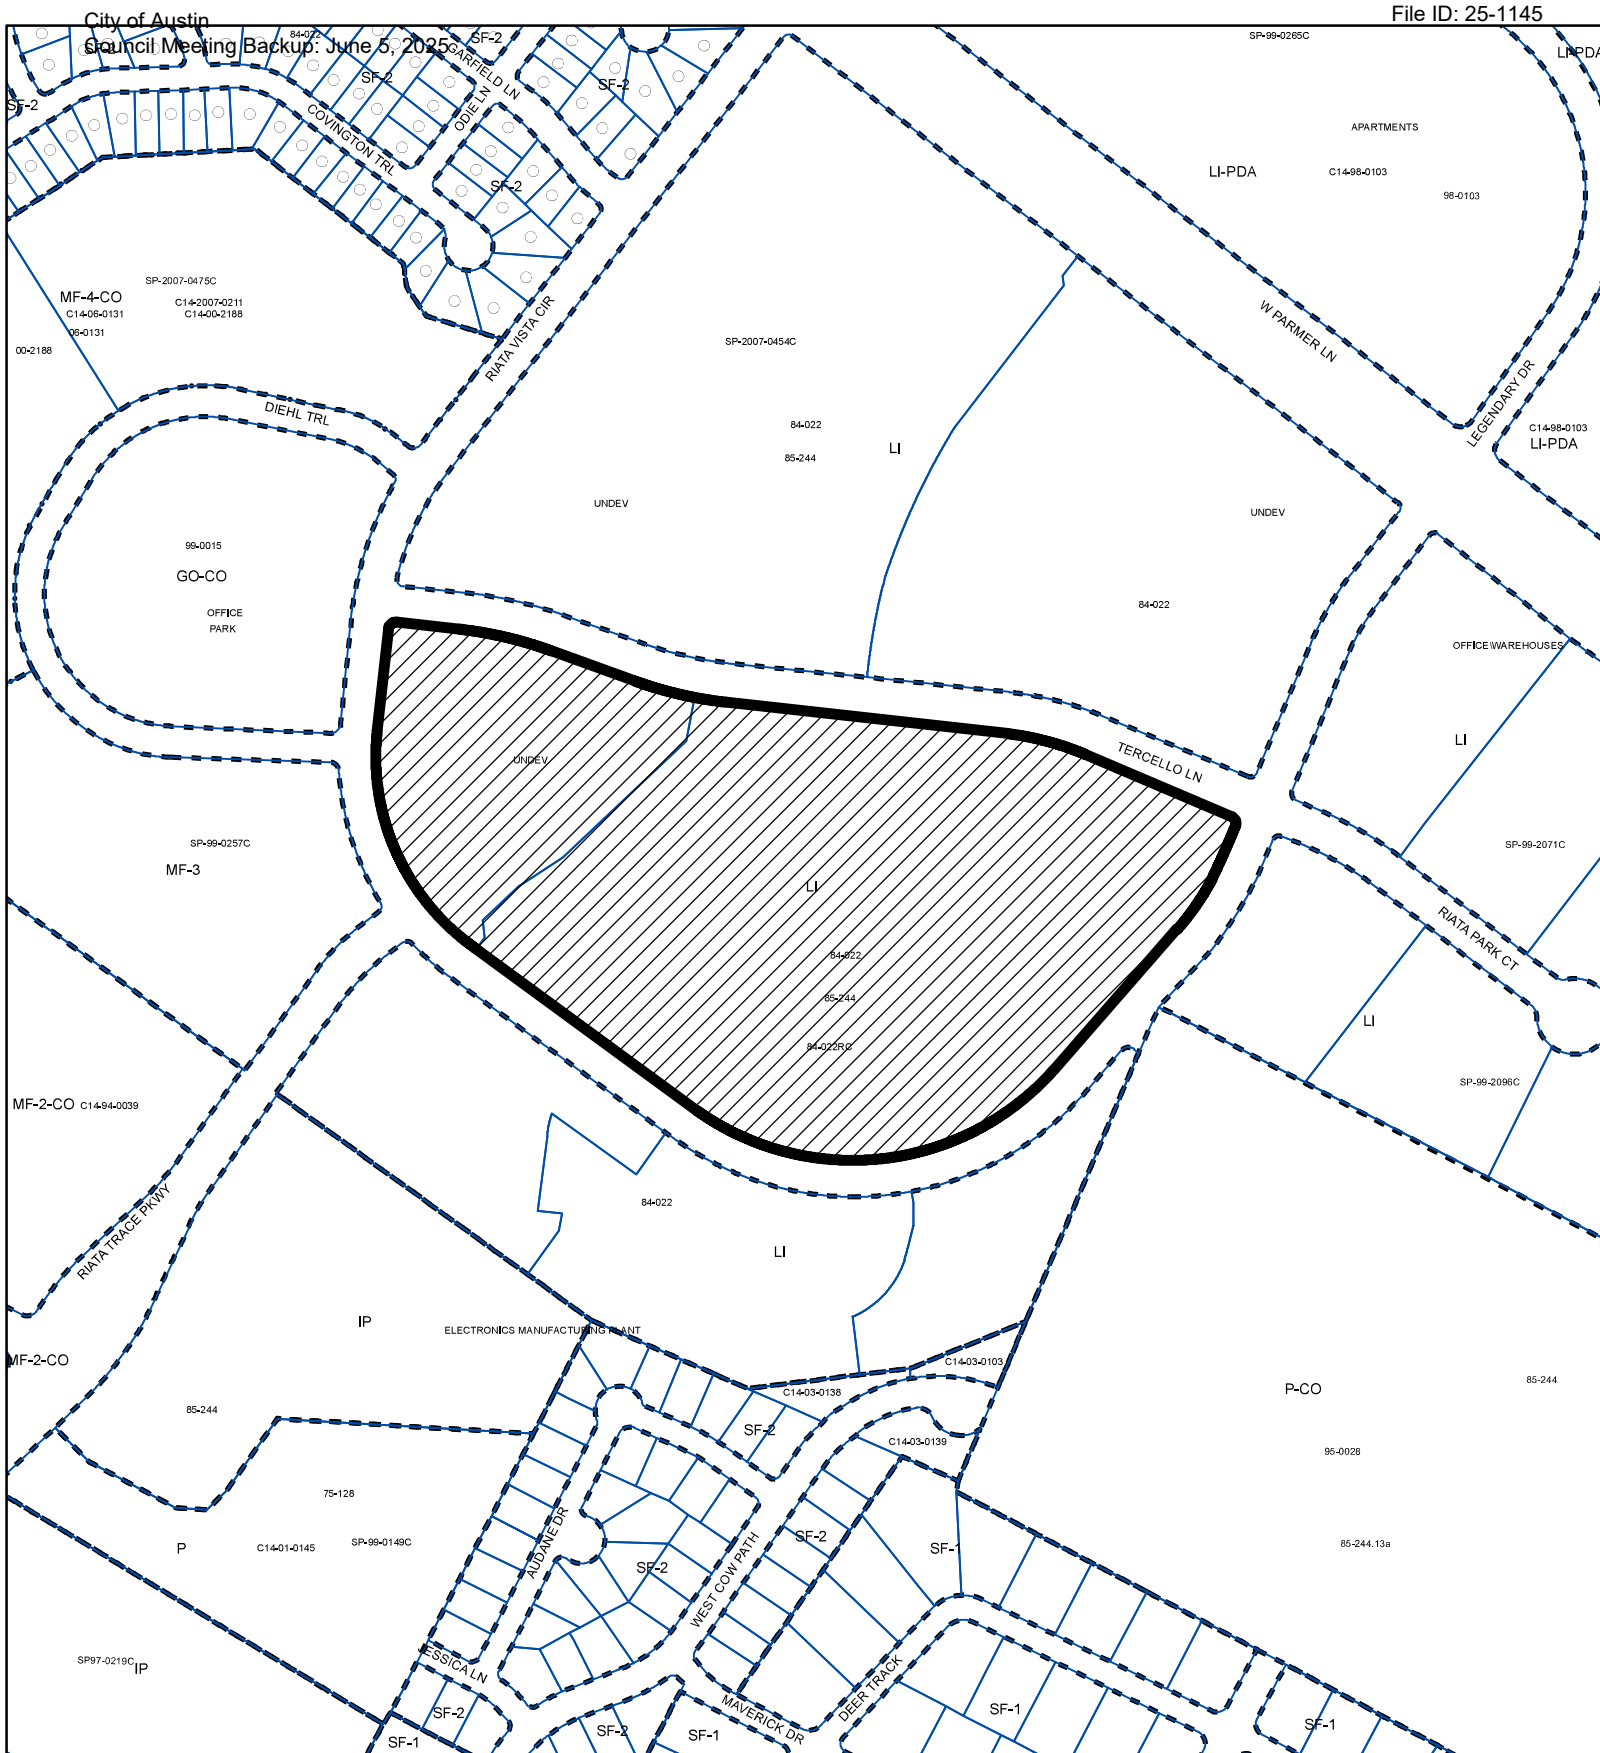 City of Austin
Council Meeting Backup: June 5, 2025
File ID: 25-1145
84-022
SF-2
SF-2
SP-99-0265C
LI-PDA
GARFIELD LN
SF-2
SF-2
SF-2
ODIE LN
COVINGTON TRL
APARTMENTS
LI-PDA
C14-98-0103
98-0103
SF-2
MF-4-CO
SP-2007-0475C
C14-2007-0211
C14-06-0131
C14-00-2188
06-0131
00-2188
RIATA VISTA CIR
SP-2007-0454C
W PARMER LN
LEGENDARY DR
DIEHL TRL
84-022
85-244
LI
C14-98-0103
LI-PDA
UNDEV
UNDEV
99-0015
GO-CO
OFFICE
PARK
84-022
OFFICE WAREHOUSES
LI
TERCELLO LN
UNDEV
SP-99-0257C
MF-3
SP-99-2071C
LI
RIATA PARK CT
84-022
85-244
84-022RC
LI
SP-99-2096C
MF-2-CO
C14-94-0039
84-022
RIATA TRACE PKWY
LI
IP
ELECTRONICS MANUFACTURING PLANT
MF-2-CO
C14-03-0103
C14-03-0138
P-CO
85-244
85-244
SF-2
C14-03-0139
95-0028
75-128
P
C14-01-0145
SP-99-0149C
AUDANE DR
SF-2
WEST COW PATH
SF-2
SF-1
85-244.13a
SP97-0219C
IP
JESSICA LN
DEER TRACK
MAVERICK DR
SF-2
SF-2
SF-1
SF-1
SF-1
SF-1